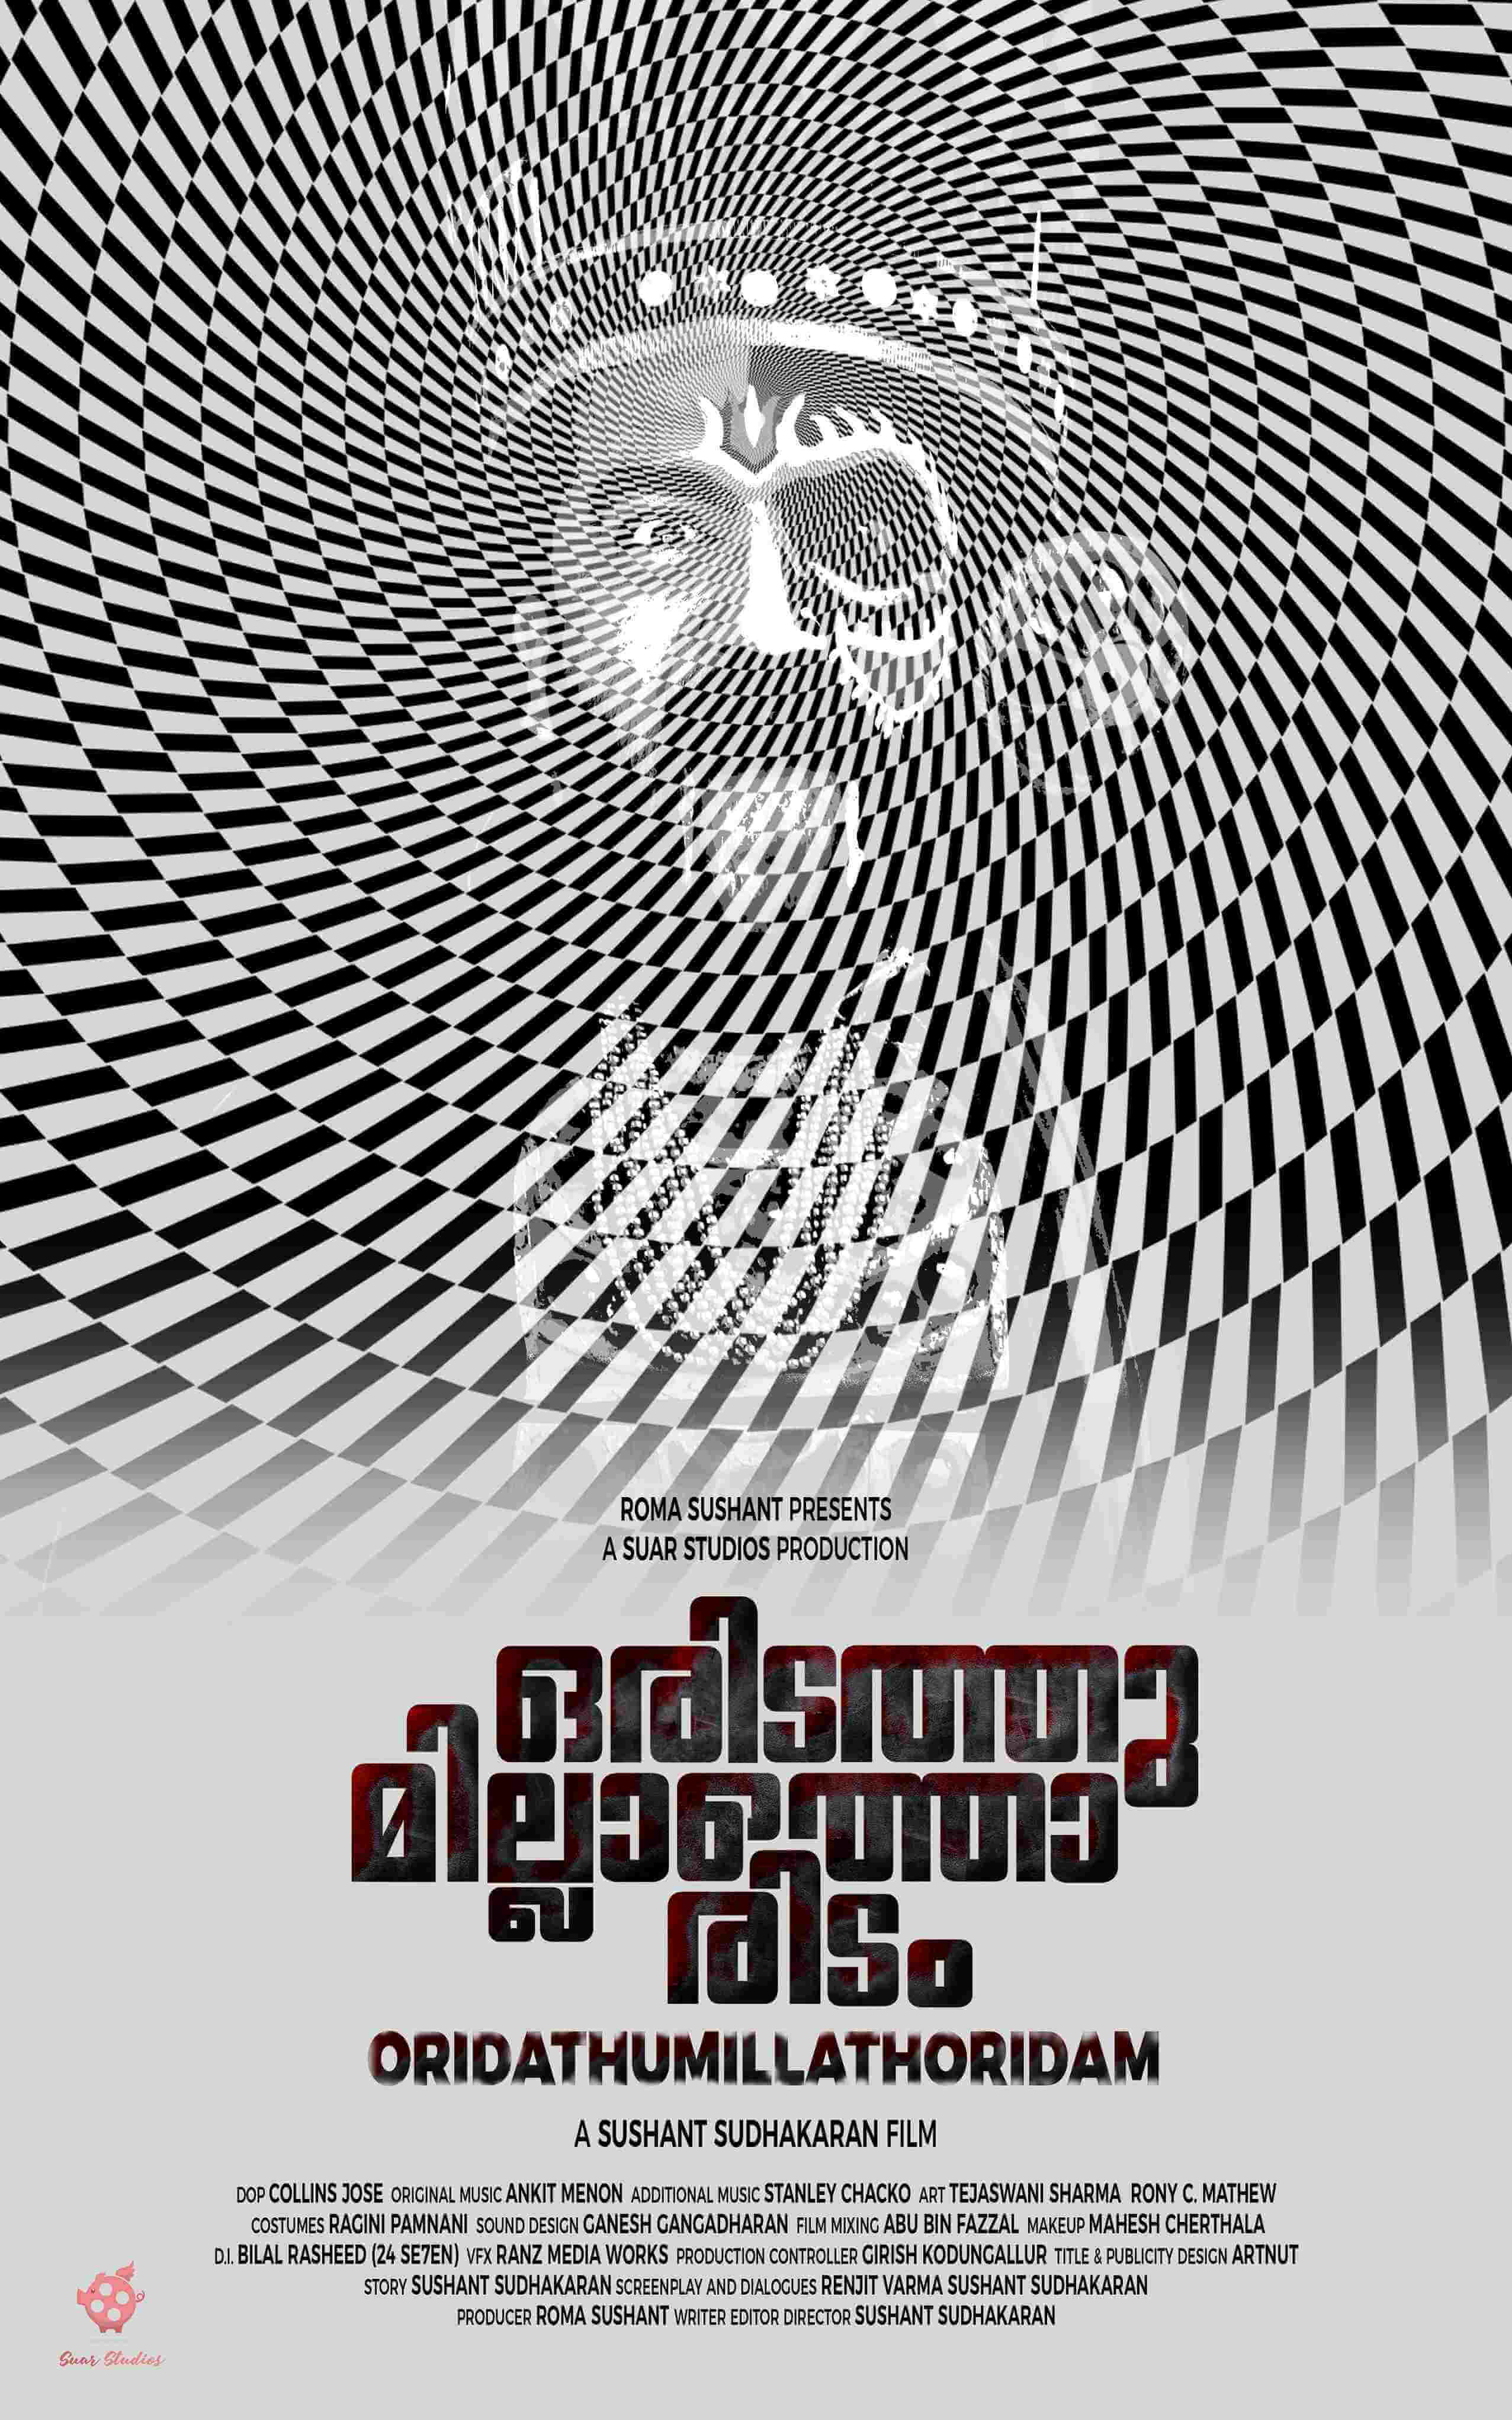 ROMA SUSHANT PRESENTS
A SUAR STUDIOS PRODUCTION
ഒരിടത്തു
മില്ലാത്തൊ
രിടം
ORIDATHUMILLATHORIDAM
A SUSHANT SUDHAKARAN FILM
DOP COLLINS JOSE ORIGINAL MUSIC ANKIT MENON ADDITIONAL MUSIC STANLEY CHACKO ART TEJASWANI SHARMA RONY C. MATHEW
COSTUMES RAGINI PAMNANI SOUND DESIGN GANESH GANGADHARAN FILM MIXING ABU BIN FAZZAL MAKEUP MAHESH CHERTHALA
D.I. BILAL RASHEED (24 SE7EN) VFX RANZ MEDIA WORKS PRODUCTION CONTROLLER GIRISH KODUNGALLUR TITLE & PUBLICITY DESIGN ARTNUT
STORY SUSHANT SUDHAKARAN SCREENPLAY AND DIALOGUES RENJIT VARMA SUSHANT SUDHAKARAN
PRODUCER ROMA SUSHANT WRITER EDITOR DIRECTOR SUSHANT SUDHAKARAN
Suar Studios